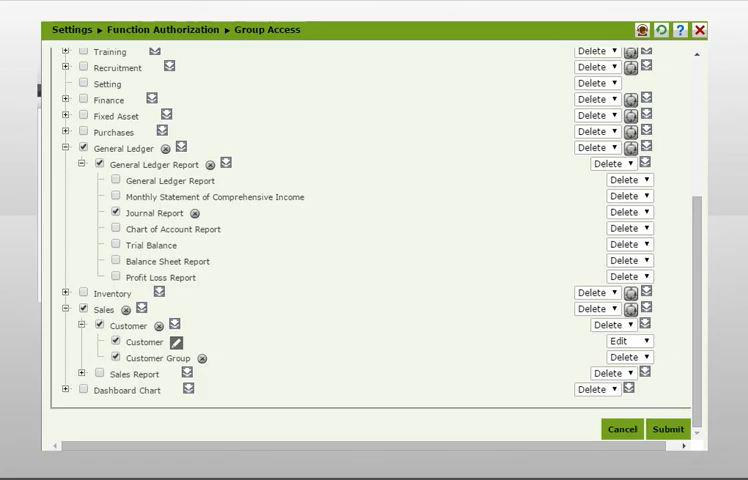 Settings ▶ Function Authorization ▶ Group Access
Training Delete
Recruitment Delete
Setting Delete
Finance Delete
Fixed Asset Delete
Purchases Delete
General Ledger Delete
General Ledger Report Delete
General Ledger Report Delete
Monthly Statement of Comprehensive Income Delete
Journal Report Delete
Chart of Account Report Delete
Trial Balance Delete
Balance Sheet Report Delete
Profit Loss Report Delete
Inventory Delete
Sales Delete
Customer Delete
Customer Edit
Customer Group Delete
Sales Report Delete
Dashboard Chart Delete
Cancel Submit